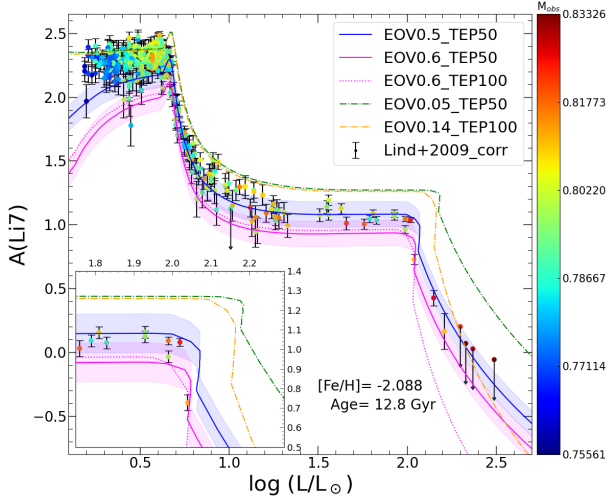 M_obs
0.83326
0.81773
0.80220
0.78667
0.77114
0.75561
EOV0.5_TEP50
EOV0.6_TEP50
EOV0.6_TEP100
EOV0.05_TEP50
EOV0.14_TEP100
Lind+2009_corr
A(Li7)
2.5
2.0
1.5
1.0
0.5
0.0
−0.5
1.8 1.9 2.0 2.1 2.2
1.4
1.3
1.2
1.1
1.0
0.9
0.8
0.7
0.6
0.5
[Fe/H]= -2.088
Age= 12.8 Gyr
0.5 1.0 1.5 2.0 2.5
log (L/L⊙)